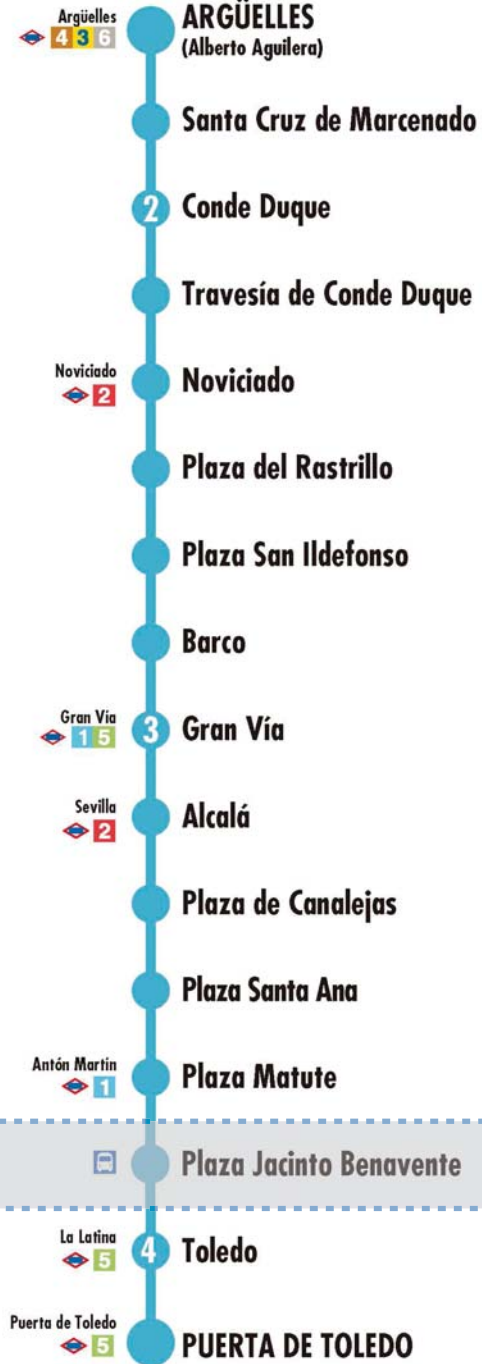 Argüelles
4 3 6
ARGÜELLES
(Alberto Aguilera)
Santa Cruz de Marcenado
2 Conde Duque
Travesía de Conde Duque
Noviciado
2
Noviciado
Plaza del Rastrillo
Plaza San Ildefonso
Barco
Gran Vía
1 5
3 Gran Vía
Sevilla
2
Alcalá
Plaza de Canalejas
Plaza Santa Ana
Antón Martín
1
Plaza Matute
Plaza Jacinto Benavente
La Latina
5
4 Toledo
Puerta de Toledo
5
PUERTA DE TOLEDO